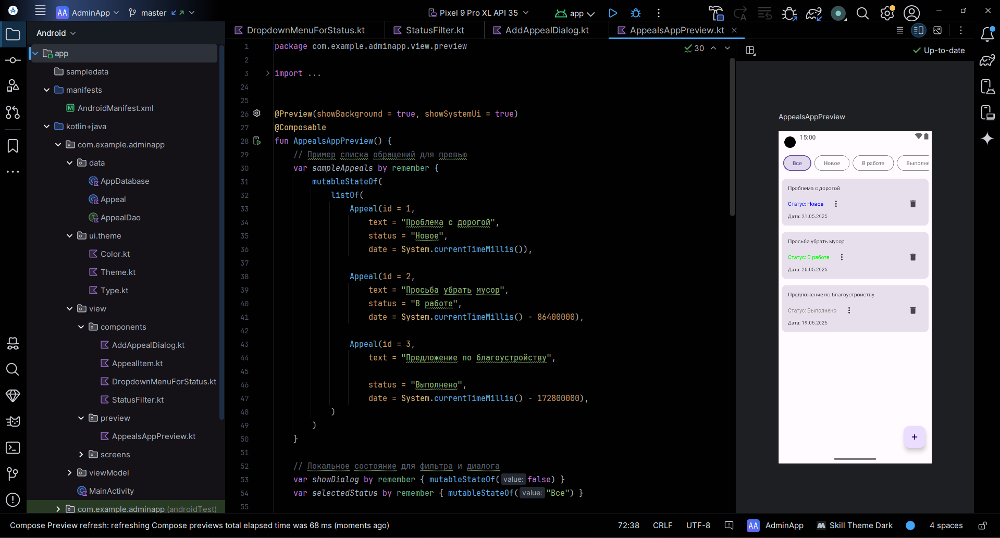 AA AdminApp master Pixel 9 Pro XL API 35 app
Android
app
sampledata
manifests
AndroidManifest.xml
kotlin+java
com.example.adminapp
data
AppDatabase
Appeal
AppealDao
ui.theme
Color.kt
Theme.kt
Type.kt
view
components
AddAppealDialog.kt
AppealItem.kt
DropdownMenuForStatus.kt
StatusFilter.kt
preview
AppealsAppPreview.kt
screens
viewModel
MainActivity
com.example.adminapp (androidTest)
DropdownMenuForStatus.kt StatusFilter.kt AddAppealDialog.kt AppealsAppPreview.kt
30
1 package com.example.adminapp.view.preview
2
3 import ...
24
25
26 @Preview(showBackground = true, showSystemUi = true)
27 @Composable
28 fun AppealsAppPreview() {
29 // Пример списка обращений для превью
30 var sampleAppeals by remember {
31 mutableStateOf(
32 listOf(
33 Appeal(id = 1,
34 text = "Проблема с дорогой",
35 status = "Новое",
36 date = System.currentTimeMillis()),
37
38 Appeal(id = 2,
39 text = "Просьба убрать мусор",
40 status = "В работе",
41 date = System.currentTimeMillis() - 86400000),
42
43 Appeal(id = 3,
44 text = "Предложение по благоустройству",
45
46 status = "Выполнено",
47 date = System.currentTimeMillis() - 172800000),
48 )
49 )
50 }
51
52 // Локальное состояние для фильтра и диалога
53 var showDialog by remember { mutableStateOf( value: false) }
54 var selectedStatus by remember { mutableStateOf( value: "Все") }
55
Up-to-date
AppealsAppPreview
15:00
Все Новое В работе Выполне
Проблема с дорогой
Статус: Новое
Дата: 21.05.2025
Просьба убрать мусор
Статус: В работе
Дата: 20.05.2025
Предложение по благоустройству
Статус: Выполнено
Дата: 19.05.2025
+
Compose Preview refresh: refreshing Compose previews total elapsed time was 68 ms (moments ago) 72:38 CRLF UTF-8 AA AdminApp Skill Theme Dark 4 spaces